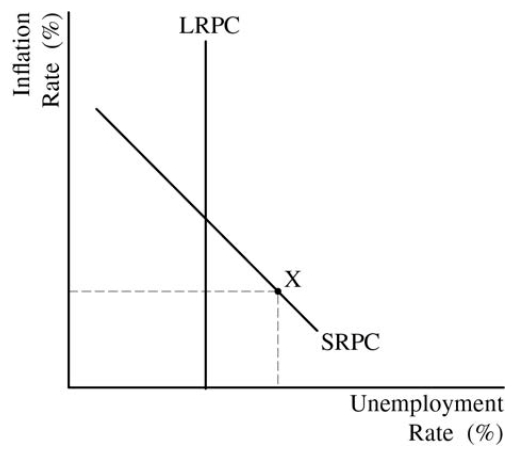 LRPC
Inflation
Rate (%)
X
SRPC
Unemployment
Rate (%)